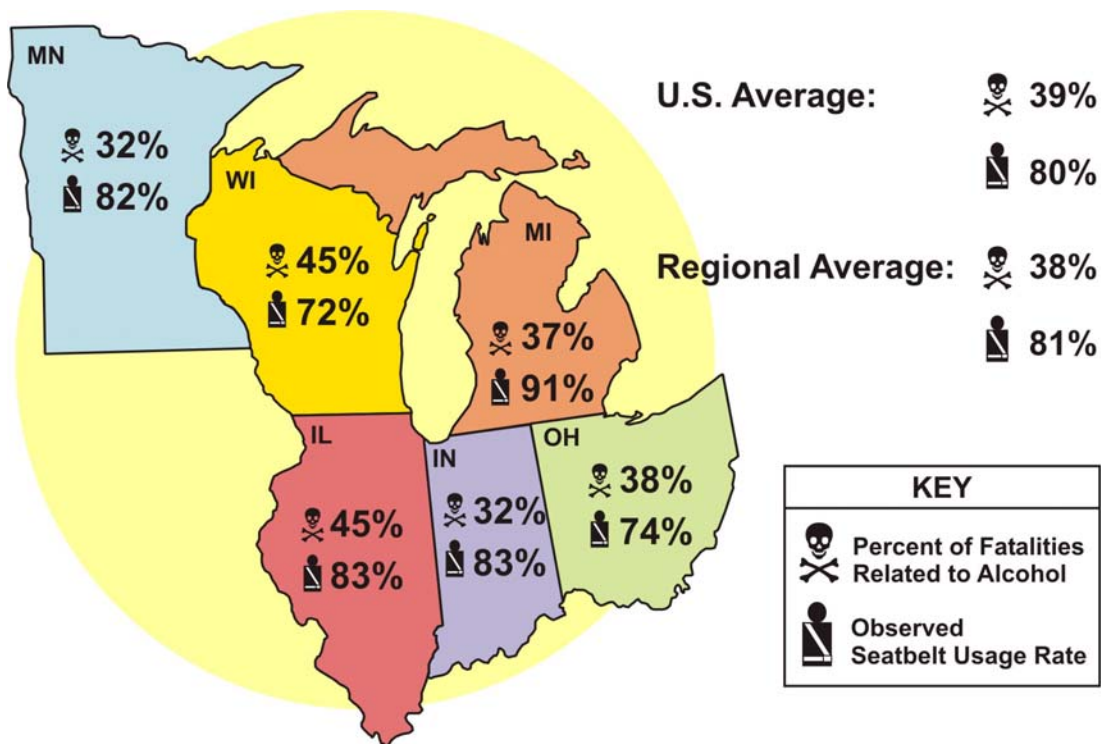 MN
32%
82%
WI
45%
72%
MI
37%
91%
IL
45%
83%
IN
32%
83%
OH
38%
74%
U.S. Average:
39%
80%
Regional Average:
38%
81%
KEY
Percent of Fatalities
Related to Alcohol
Observed
Seatbelt Usage Rate